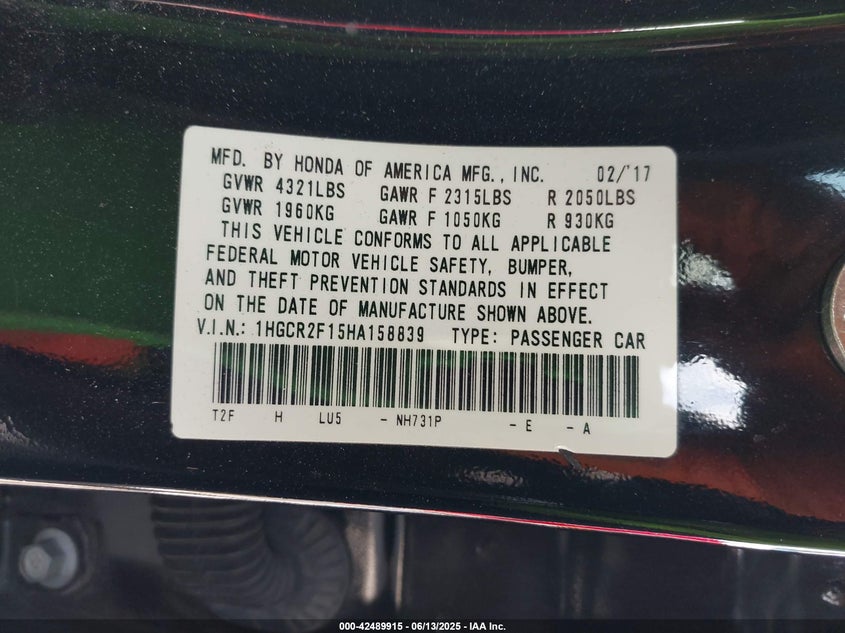 MFD. BY HONDA OF AMERICA MFG., INC. 02/'17
GVWR 4321LBS GAWR F 2315LBS R 2050LBS
GVWR 1960KG GAWR F 1050KG R 930KG
THIS VEHICLE CONFORMS TO ALL APPLICABLE
FEDERAL MOTOR VEHICLE SAFETY, BUMPER,
AND THEFT PREVENTION STANDARDS IN EFFECT
ON THE DATE OF MANUFACTURE SHOWN ABOVE.
V.I.N.: 1HGCR2F15HA158839 TYPE: PASSENGER CAR
T2F H LU5 - NH731P - E - A
000-42489915 - 06/13/2025 - IAA Inc.